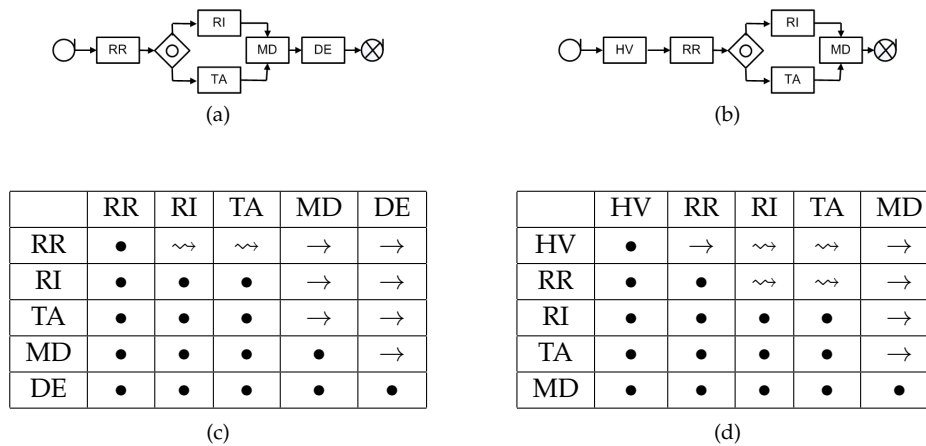 RR RI TA MD DE
(a)
HV RR RI TA MD
(b)
RR RI TA MD DE
RR • ⇝ ⇝ → →
RI • • • → →
TA • • • → →
MD • • • • →
DE • • • • •
(c)
HV RR RI TA MD
HV • → ⇝ ⇝ →
RR • • ⇝ ⇝ →
RI • • • • →
TA • • • • →
MD • • • • •
(d)